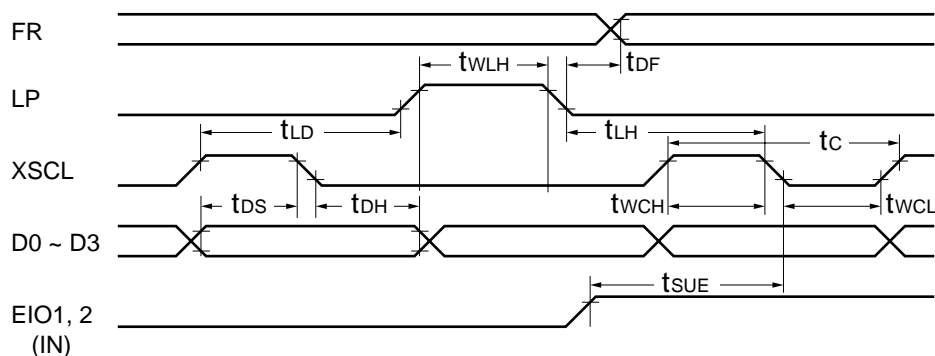 FR
tWLH
tDF
LP
tLD
tLH
tC
XSCL
tDS
tDH
tWCH
tWCL
D0 ~ D3
tSUE
EIO1, 2
(IN)